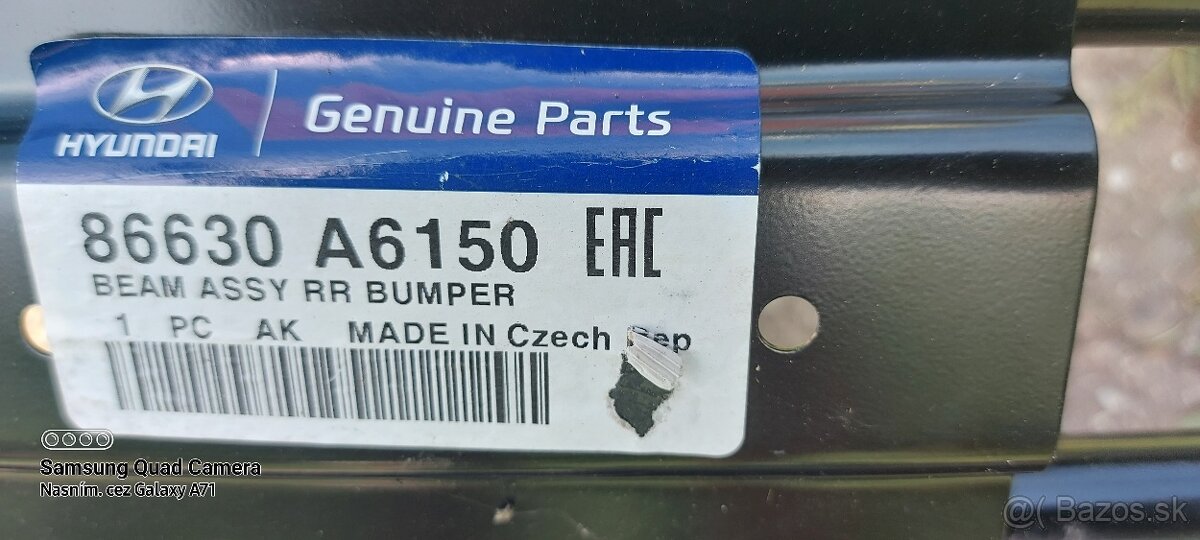 HYUNDAI
Genuine Parts
86630 A6150 EAC
BEAM ASSY RR BUMPER
1 PC AK MADE IN Czech Rep
Samsung Quad Camera
Nasním. cez Galaxy A71
@( Bazos.sk